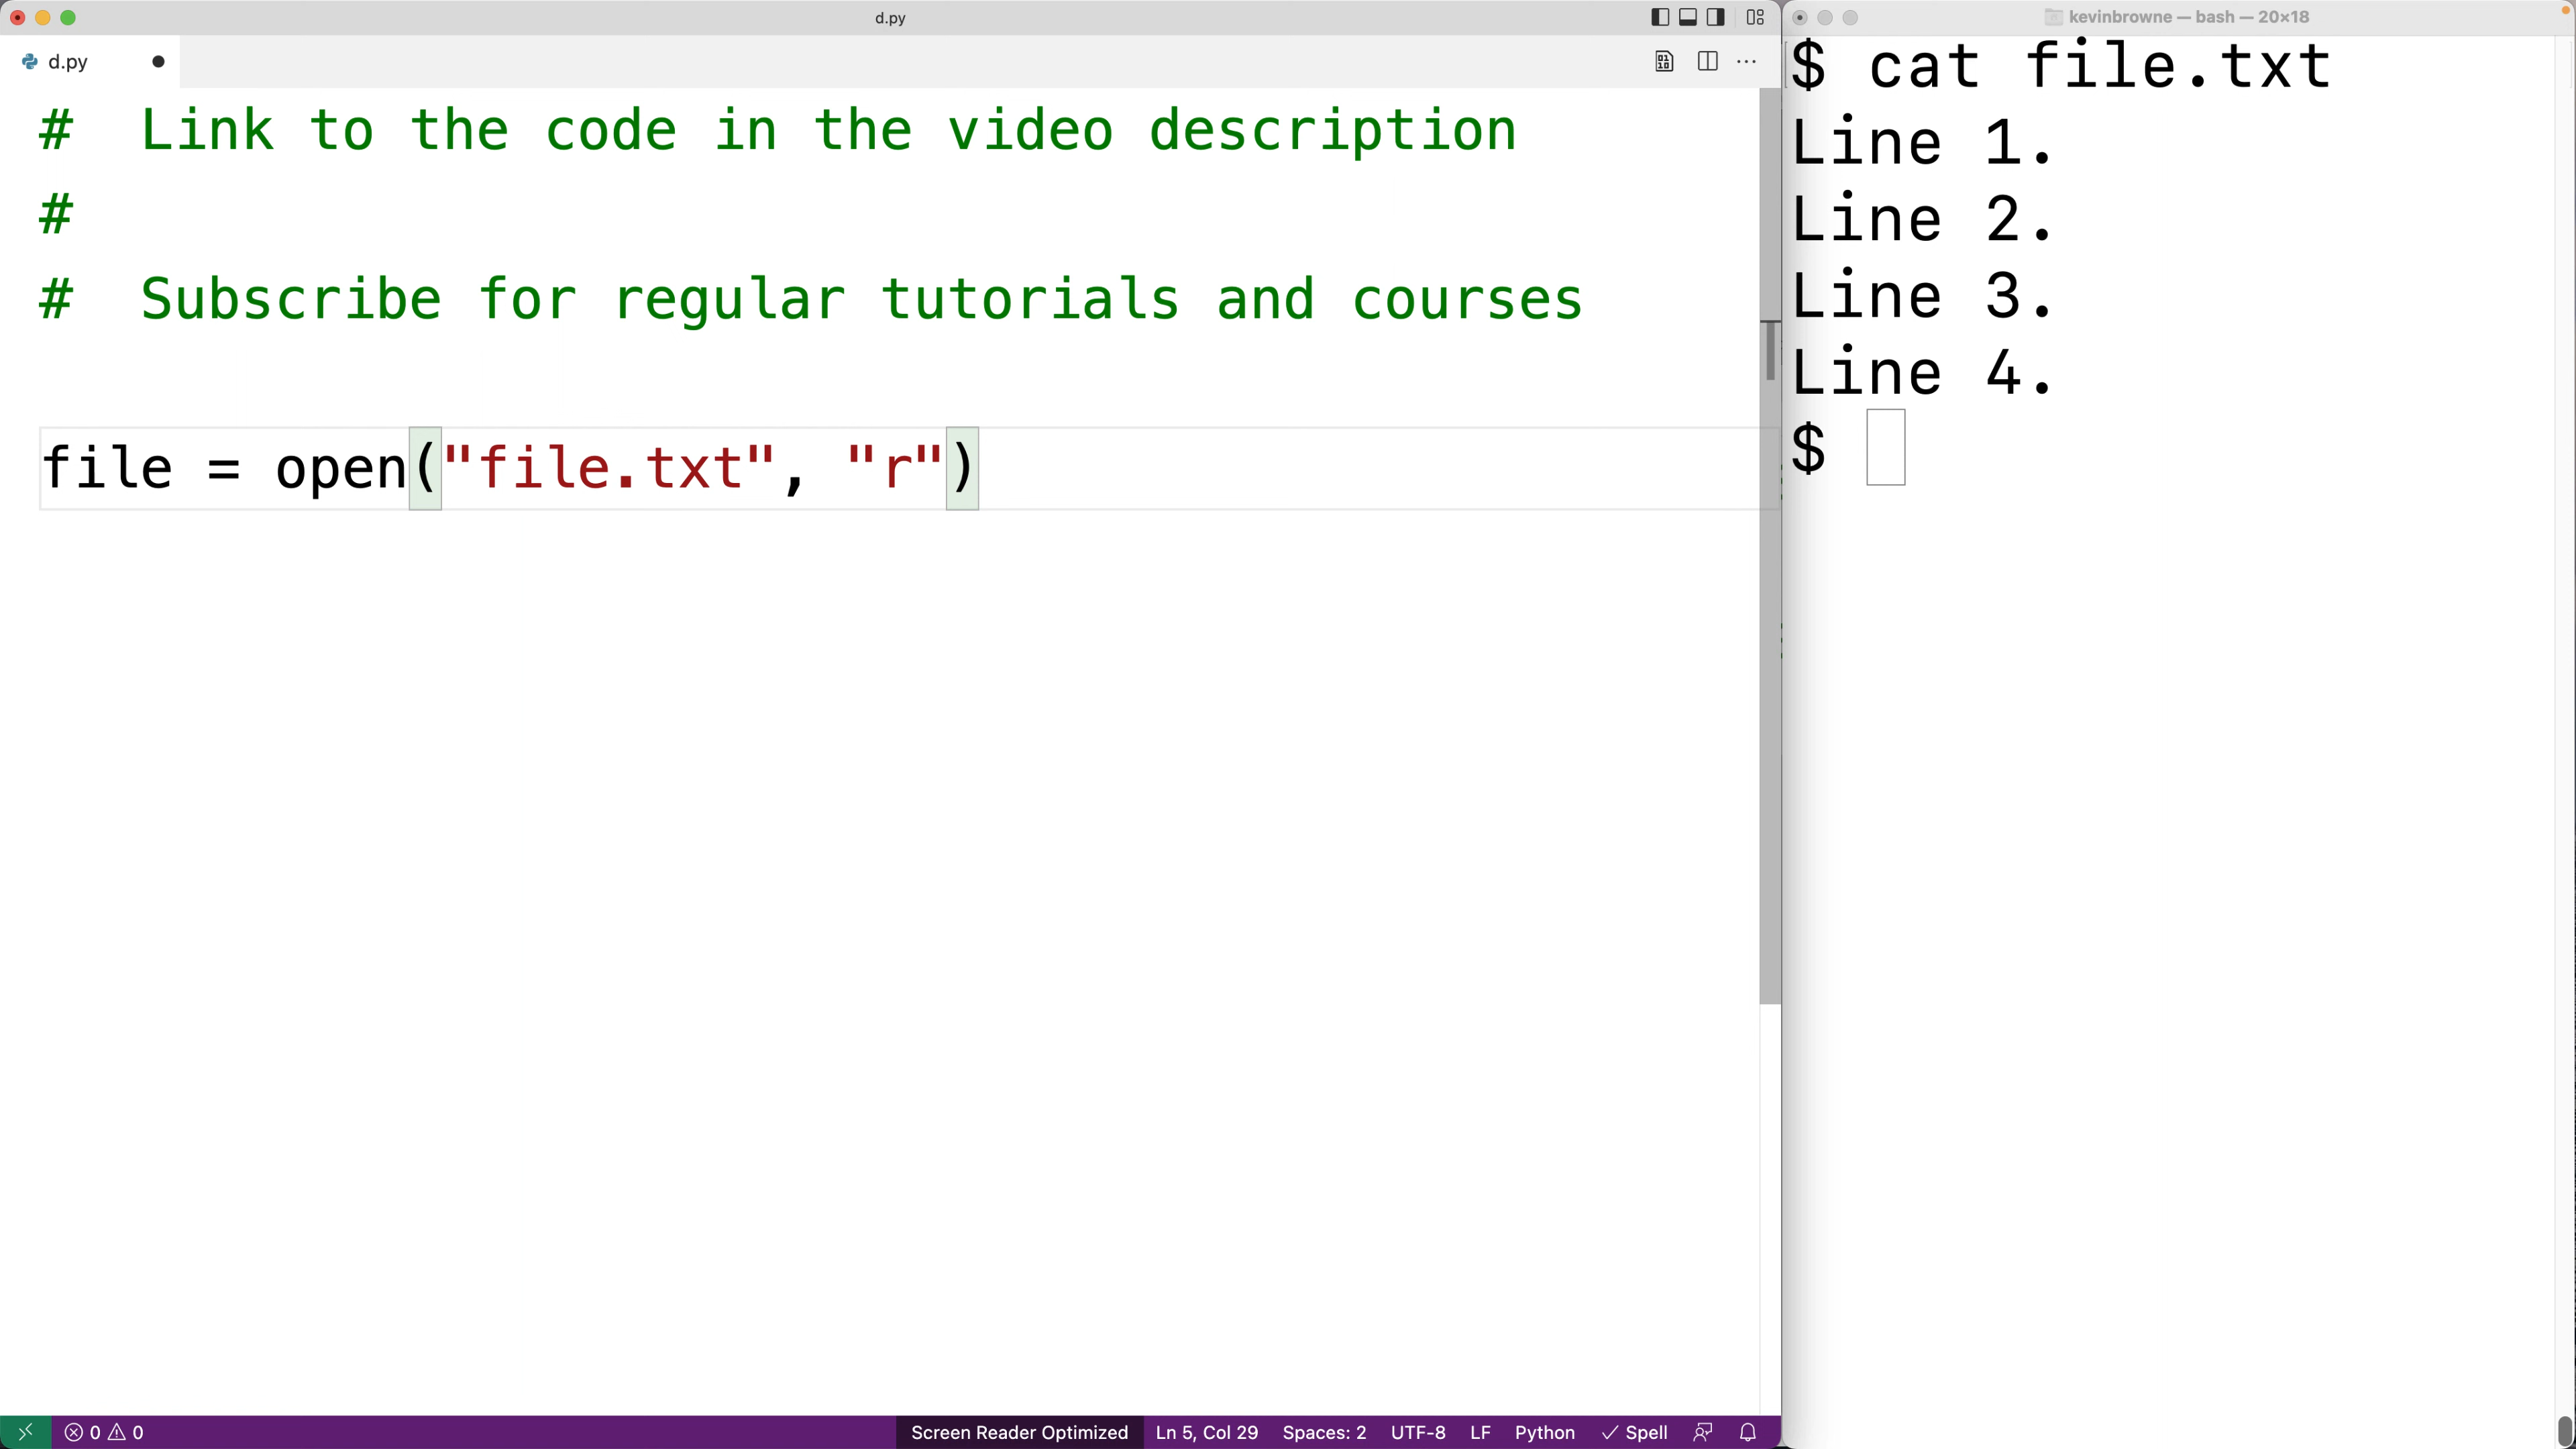 d.py
d.py
#  Link to the code in the video description
#
#  Subscribe for regular tutorials and courses
file = open("file.txt", "r")
0 0
Screen Reader Optimized
Ln 5, Col 29
Spaces: 2
UTF-8
LF
Python
Spell
kevinbrowne — bash — 20×18
$ cat file.txt
Line 1.
Line 2.
Line 3.
Line 4.
$